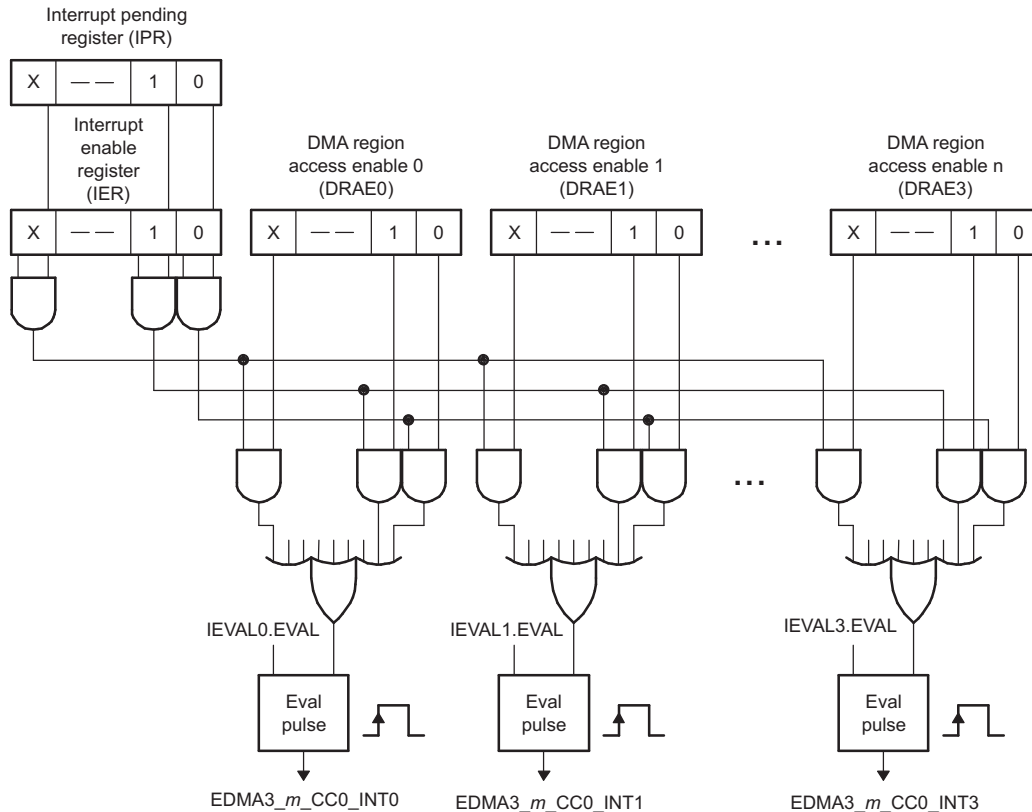 Interrupt pending
register (IPR)
X — — 1 0
Interrupt
enable
register
(IER)
X — — 1 0
DMA region
access enable 0
(DRAE0)
X — — 1 0
DMA region
access enable 1
(DRAE1)
X — — 1 0
...
DMA region
access enable n
(DRAE3)
X — — 1 0
...
IEVAL0.EVAL
Eval
pulse
EDMA3_m_CC0_INT0
IEVAL1.EVAL
Eval
pulse
EDMA3_m_CC0_INT1
IEVAL3.EVAL
Eval
pulse
EDMA3_m_CC0_INT3